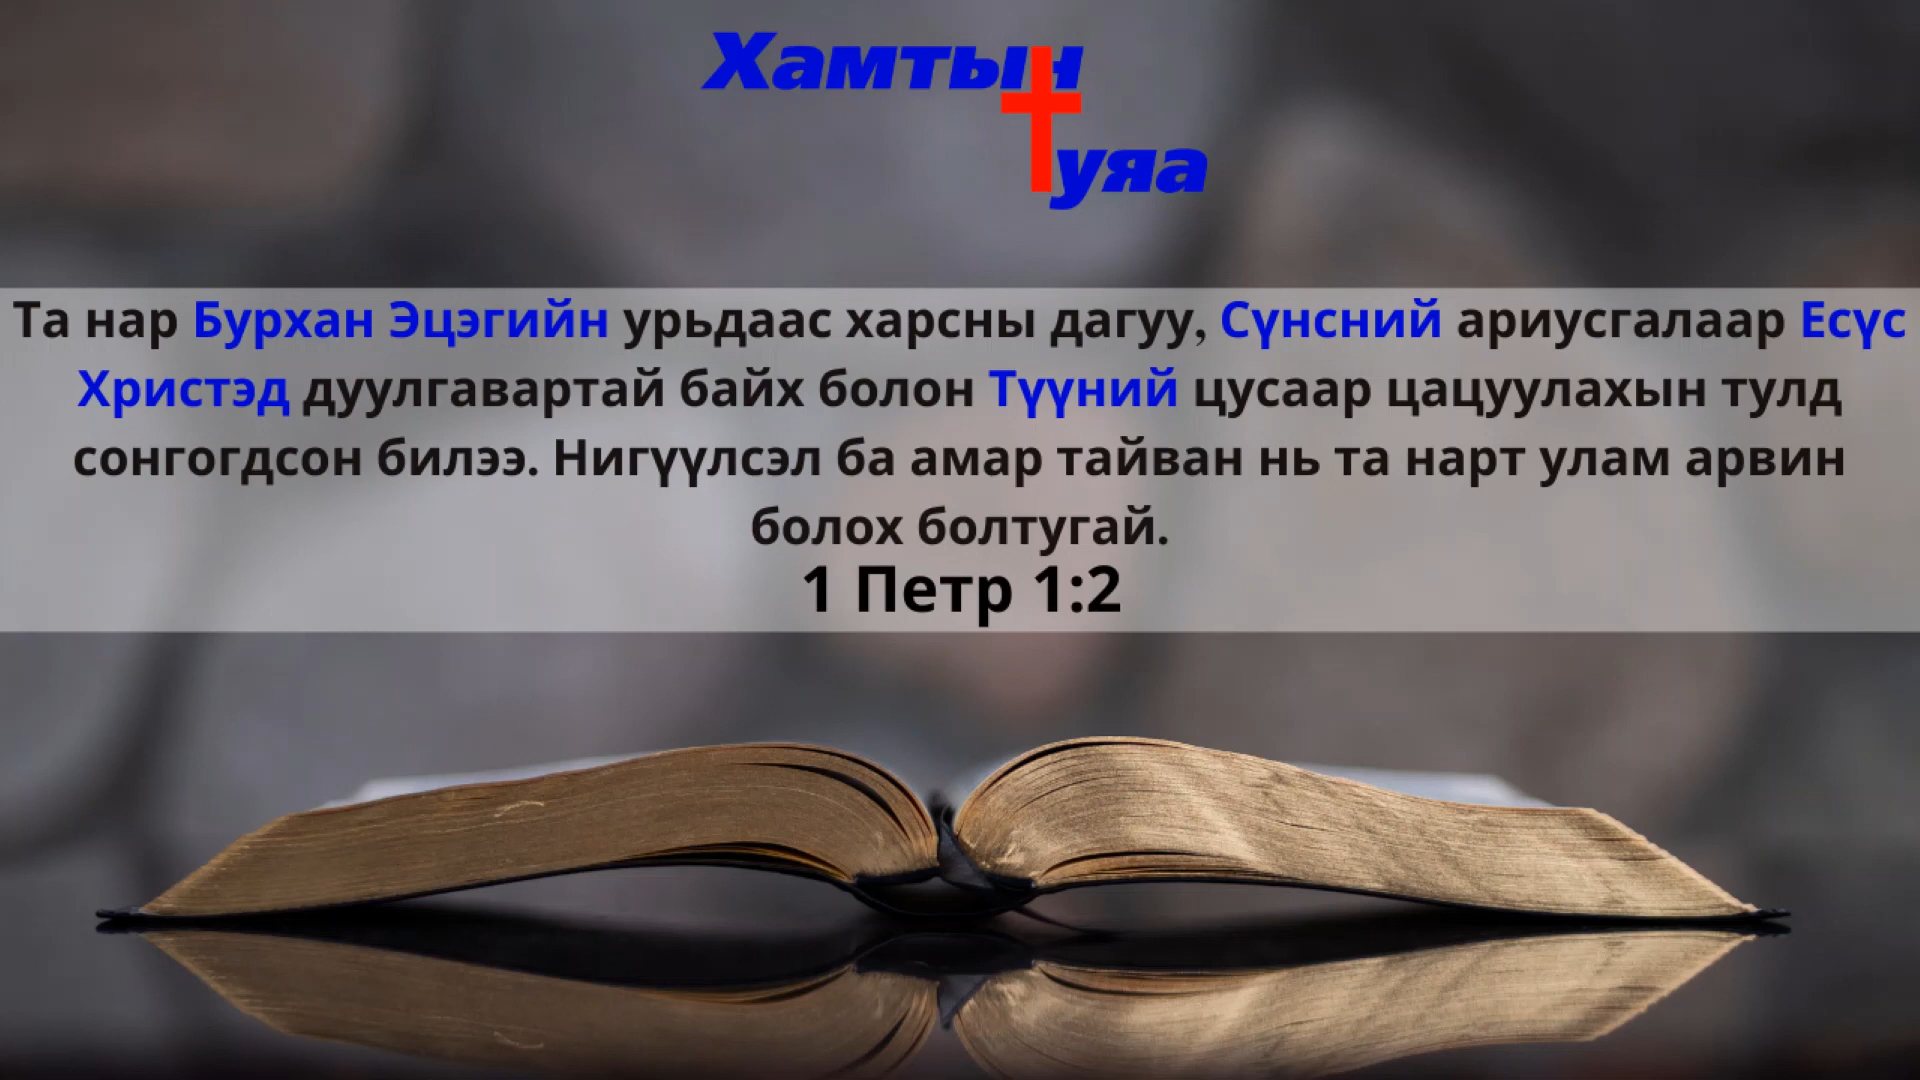 Хамтын
Туяа
Та нар Бурхан Эцэгийн урьдаас харсны дагуу, Сүнсний ариусгалаар Есүс
Христэд дуулгавартай байх болон Түүний цусаар цацуулахын тулд
сонгогдсон билээ. Нигүүлсэл ба амар тайван нь та нарт улам арвин
болох болтугай.
1 Петр 1:2